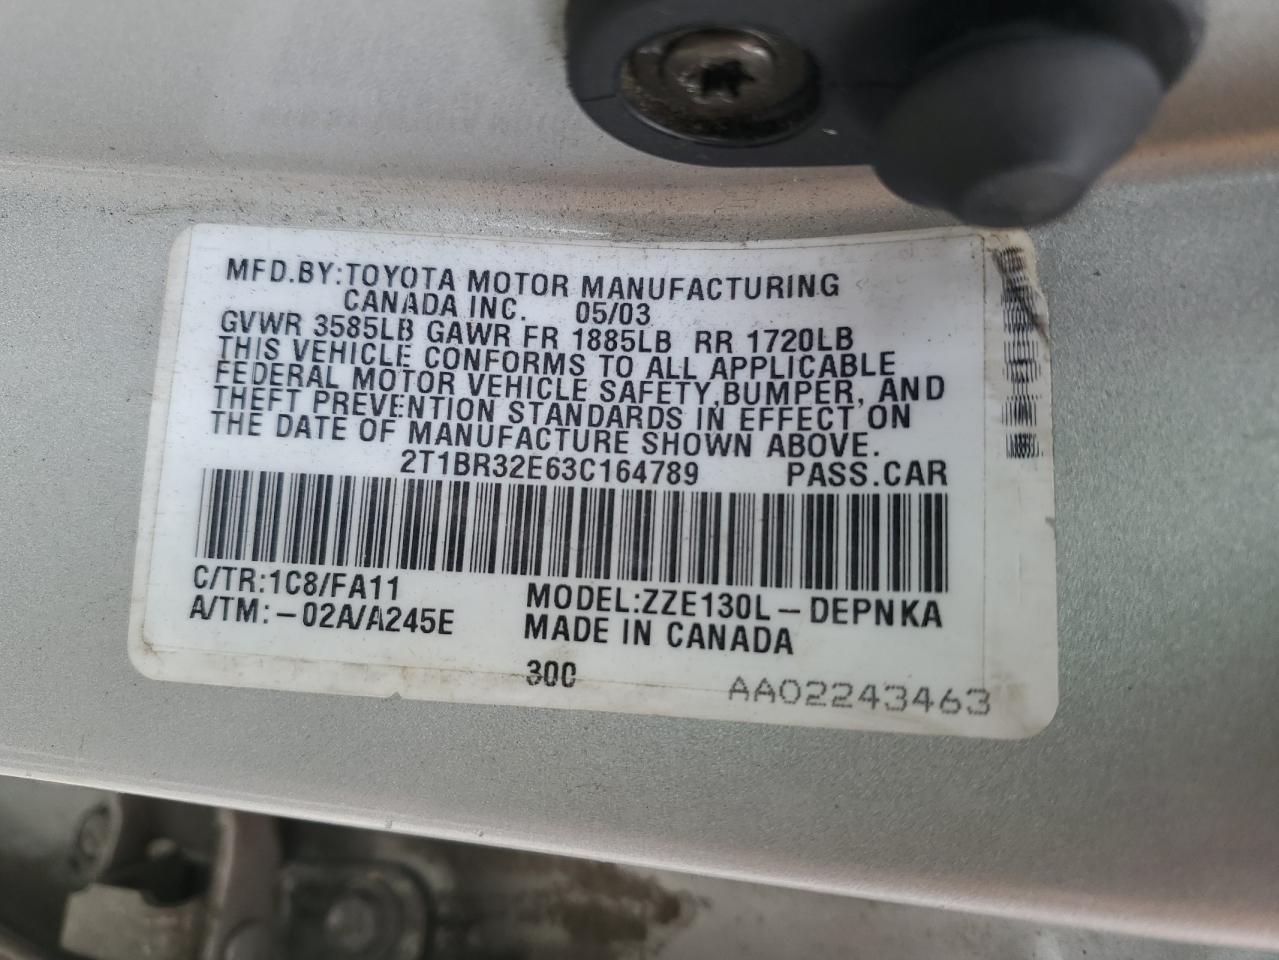 MFD.BY:TOYOTA MOTOR MANUFACTURING
CANADA INC. 05/03
GVWR 3585LB GAWR FR 1885LB RR 1720LB
THIS VEHICLE CONFORMS TO ALL APPLICABLE
FEDERAL MOTOR VEHICLE SAFETY,BUMPER, AND
THEFT PREVENTION STANDARDS IN EFFECT ON
THE DATE OF MANUFACTURE SHOWN ABOVE.
2T1BR32E63C164789 PASS.CAR
C/TR:1C8/FA11
A/TM:-02A/A245E
MODEL:ZZE130L-DEPNKA
MADE IN CANADA
30C
AA02243463